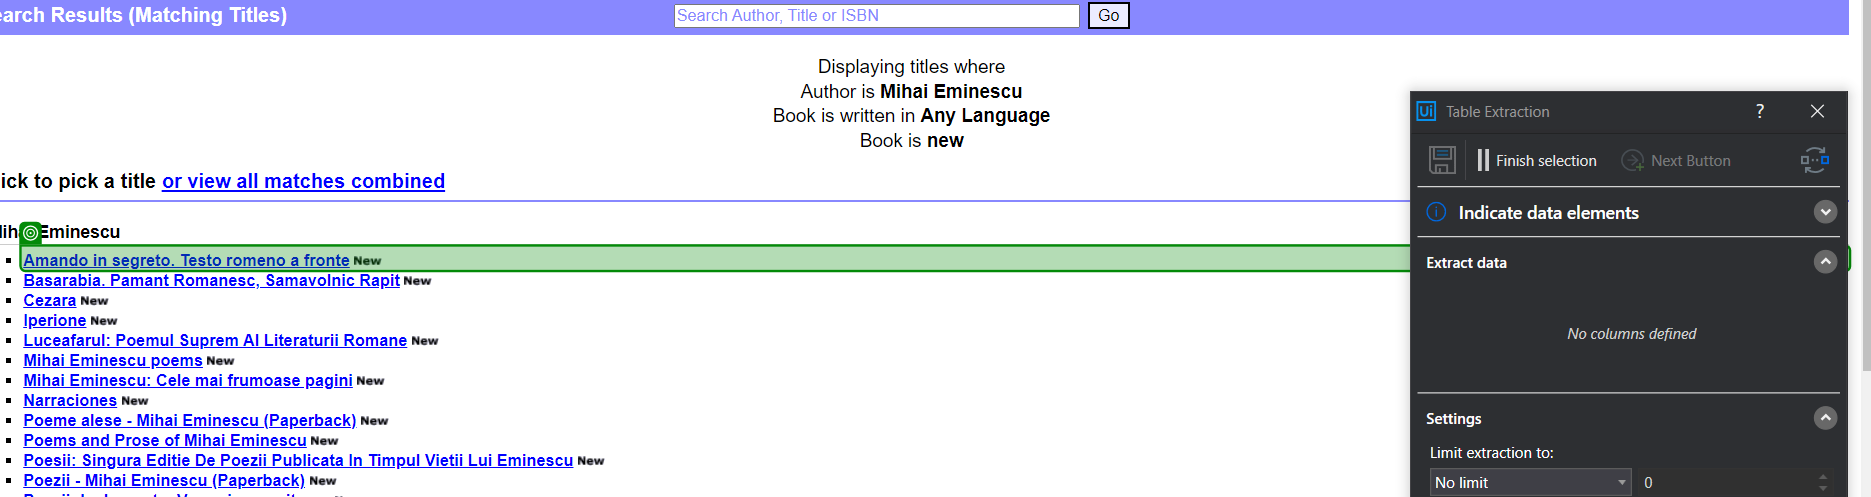 earch Results (Matching Titles)
Search Author, Title or ISBN
Go
Displaying titles where
Author is Mihai Eminescu
Book is written in Any Language
Book is new
ick to pick a title or view all matches combined
Eminescu
Amando in segreto. Testo romeno a fronte New
Basarabia. Pamant Romanesc, Samavolnic Rapit New
Cezara New
Iperione New
Luceafarul: Poemul Suprem Al Literaturii Romane New
Mihai Eminescu poems New
Mihai Eminescu: Cele mai frumoase pagini New
Narraciones New
Poeme alese - Mihai Eminescu (Paperback) New
Poems and Prose of Mihai Eminescu New
Poesii: Singura Editie De Poezii Publicata In Timpul Vietii Lui Eminescu New
Poezii - Mihai Eminescu (Paperback) New
Ui Table Extraction ?
Finish selection
Next Button
Indicate data elements
Extract data
No columns defined
Settings
Limit extraction to:
No limit
0